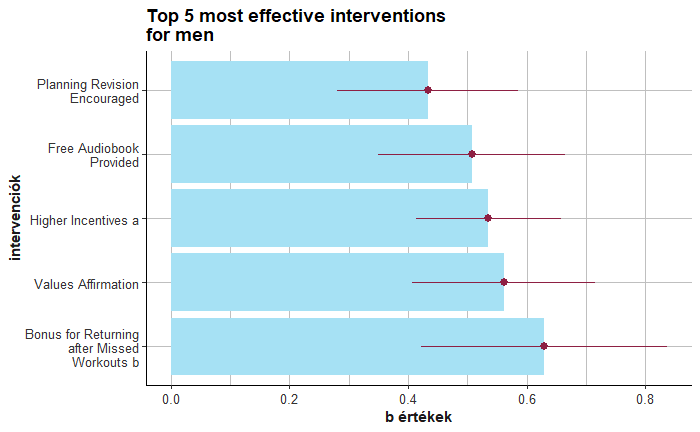 Top 5 most effective interventions
for men
intervenciók
Planning Revision
Encouraged
Free Audiobook
Provided
Higher Incentives a
Values Affirmation
Bonus for Returning
after Missed
Workouts b
0.0 0.2 0.4 0.6 0.8
b értékek